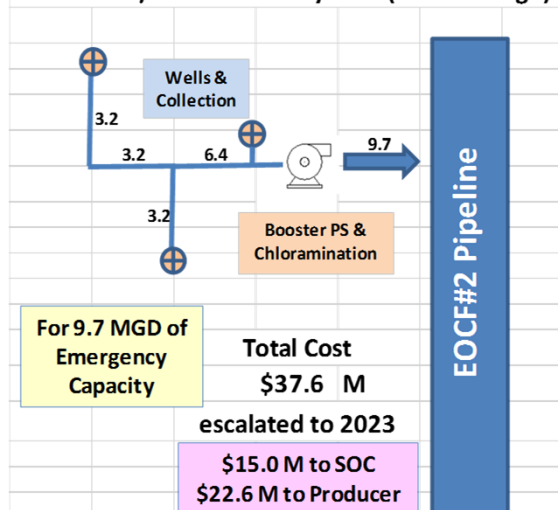 Wells &
Collection
3.2
3.2
6.4
9.7
3.2
Booster PS &
Chloramination
EOCF#2 Pipeline
For 9.7 MGD of
Emergency
Capacity
Total Cost
$37.6 M
escalated to 2023
$15.0 M to SOC
$22.6 M to Producer